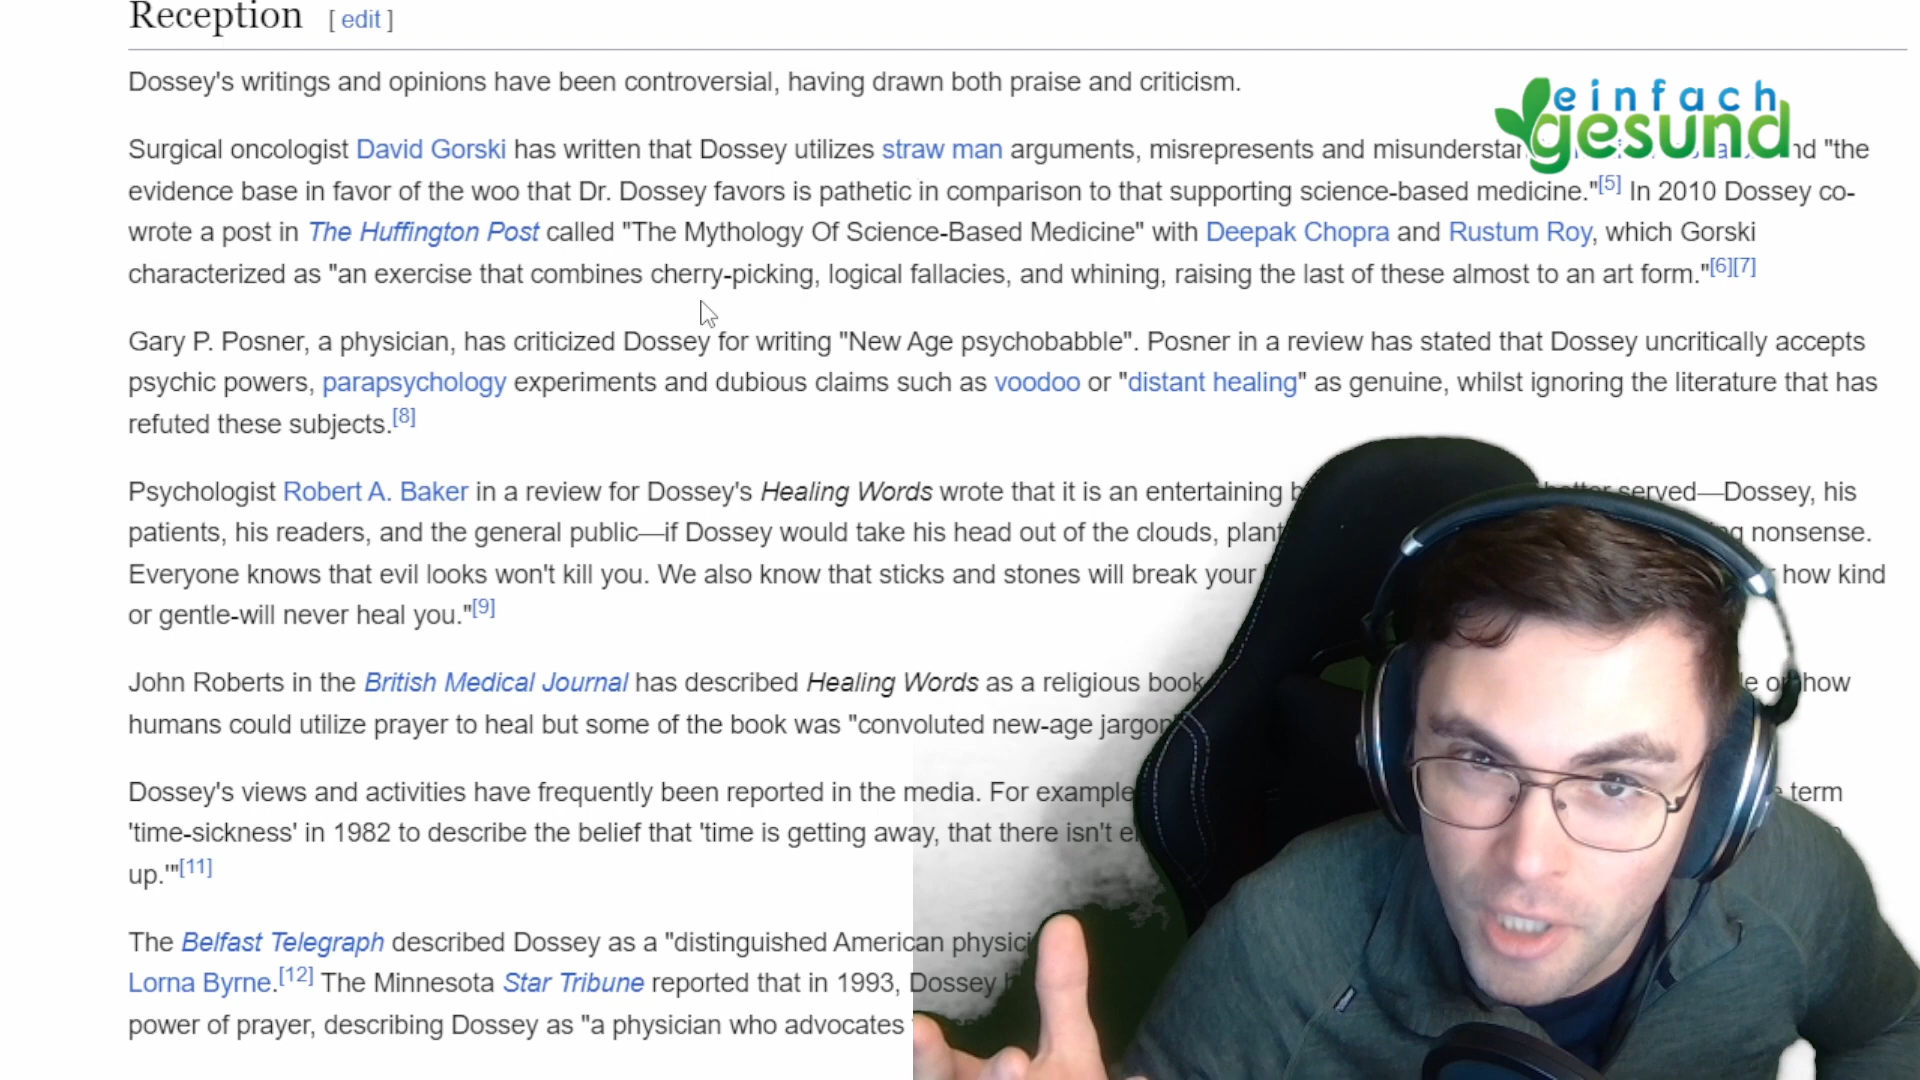 Reception [ edit ]
Dossey's writings and opinions have been controversial, having drawn both praise and criticism.
einfach
gesund
Surgical oncologist David Gorski has written that Dossey utilizes straw man arguments, misrepresents and "the
evidence base in favor of the woo that Dr. Dossey favors is pathetic in comparison to that supporting science-based medicine."[5] In 2010 Dossey co-
wrote a post in The Huffington Post called "The Mythology Of Science-Based Medicine" with Deepak Chopra and Rustum Roy, which Gorski
characterized as "an exercise that combines cherry-picking, logical fallacies, and whining, raising the last of these almost to an art form."[6][7]
Gary P. Posner, a physician, has criticized Dossey for writing "New Age psychobabble". Posner in a review has stated that Dossey uncritically accepts
psychic powers, parapsychology experiments and dubious claims such as voodoo or "distant healing" as genuine, whilst ignoring the literature that has
refuted these subjects.[8]
Psychologist Robert A. Baker in a review for Dossey's Healing Words wrote that it is an entertaining served—Dossey, his
patients, his readers, and the general public—if Dossey would take his head out of the clouds, nonsense.
Everyone knows that evil looks won't kill you. We also know that sticks and stones will break your how kind
or gentle-will never heal you."[9]
John Roberts in the British Medical Journal has described Healing Words as a religious book how
humans could utilize prayer to heal but some of the book was "convoluted new-age jargon
Dossey's views and activities have frequently been reported in the media. For example term
'time-sickness' in 1982 to describe the belief that 'time is getting away, that there isn't
up.'"[11]
The Belfast Telegraph described Dossey as a "distinguished American
Lorna Byrne.[12] The Minnesota Star Tribune reported that in 1993, Dossey
power of prayer, describing Dossey as "a physician who advocates